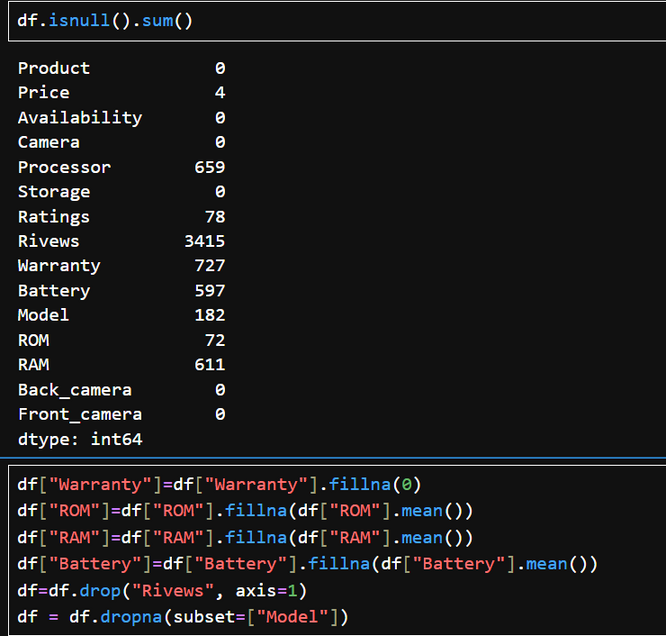 df.isnull().sum()
Product 0
Price 4
Availability 0
Camera 0
Processor 659
Storage 0
Ratings 78
Rivews 3415
Warranty 727
Battery 597
Model 182
ROM 72
RAM 611
Back_camera 0
Front_camera 0
dtype: int64
df["Warranty"]=df["Warranty"].fillna(0)
df["ROM"]=df["ROM"].fillna(df["ROM"].mean())
df["RAM"]=df["RAM"].fillna(df["RAM"].mean())
df["Battery"]=df["Battery"].fillna(df["Battery"].mean())
df=df.drop("Rivews", axis=1)
df = df.dropna(subset=["Model"])